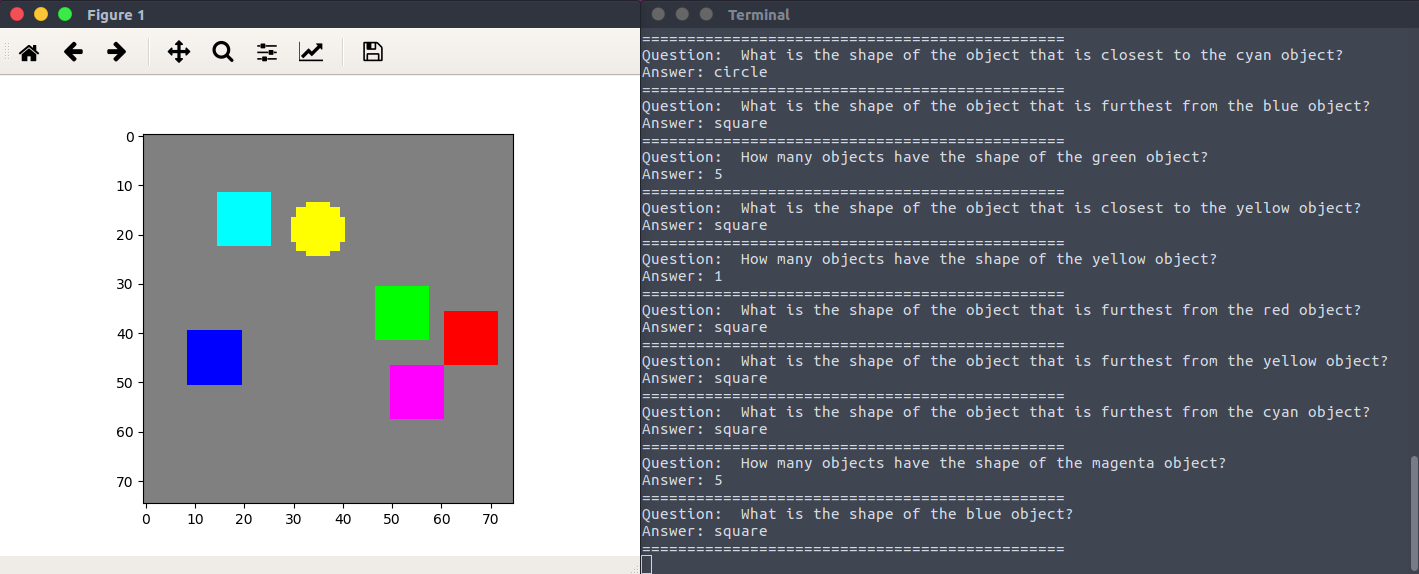 Figure 1
0
10
20
30
40
50
60
70
0 10 20 30 40 50 60 70
Terminal
===============================================
Question:  What is the shape of the object that is closest to the cyan object?
Answer: circle
===============================================
Question:  What is the shape of the object that is furthest from the blue object?
Answer: square
===============================================
Question:  How many objects have the shape of the green object?
Answer: 5
===============================================
Question:  What is the shape of the object that is closest to the yellow object?
Answer: square
===============================================
Question:  How many objects have the shape of the yellow object?
Answer: 1
===============================================
Question:  What is the shape of the object that is furthest from the red object?
Answer: square
===============================================
Question:  What is the shape of the object that is furthest from the yellow object?
Answer: square
===============================================
Question:  What is the shape of the object that is furthest from the cyan object?
Answer: square
===============================================
Question:  How many objects have the shape of the magenta object?
Answer: 5
===============================================
Question:  What is the shape of the blue object?
Answer: square
===============================================